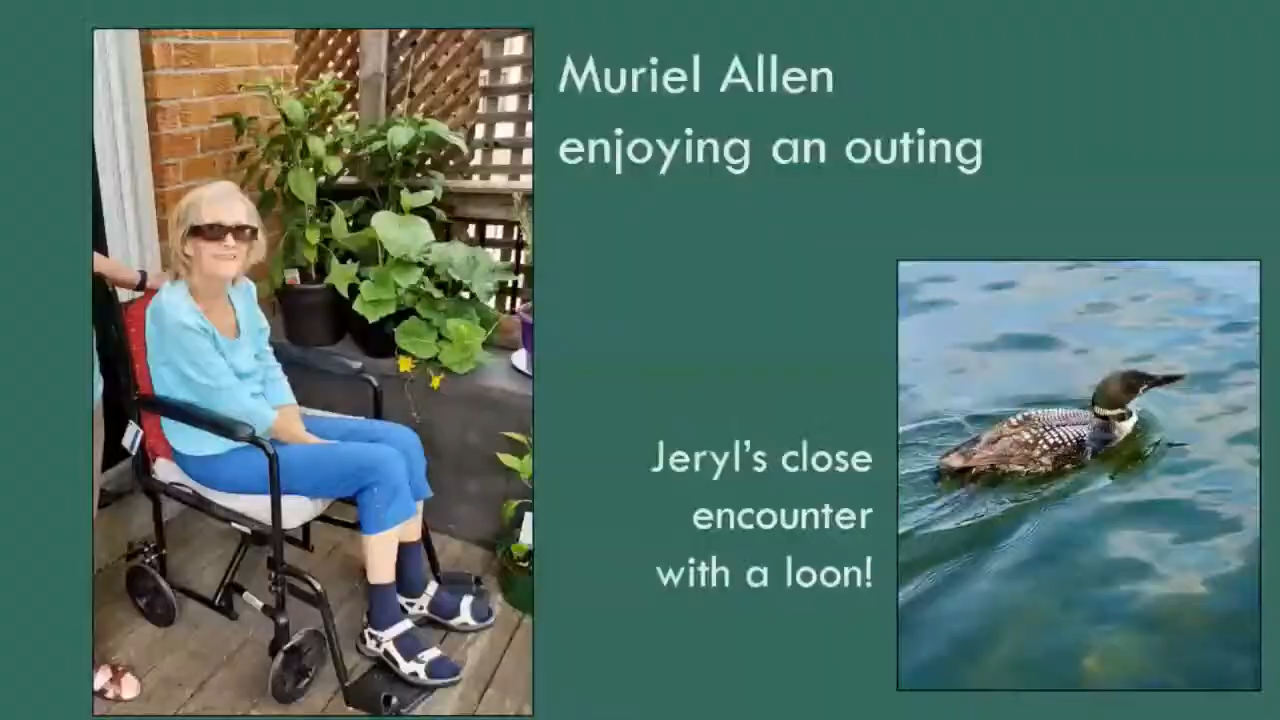 Muriel Allen
enjoying an outing
Jeryl’s close
encounter
with a loon!